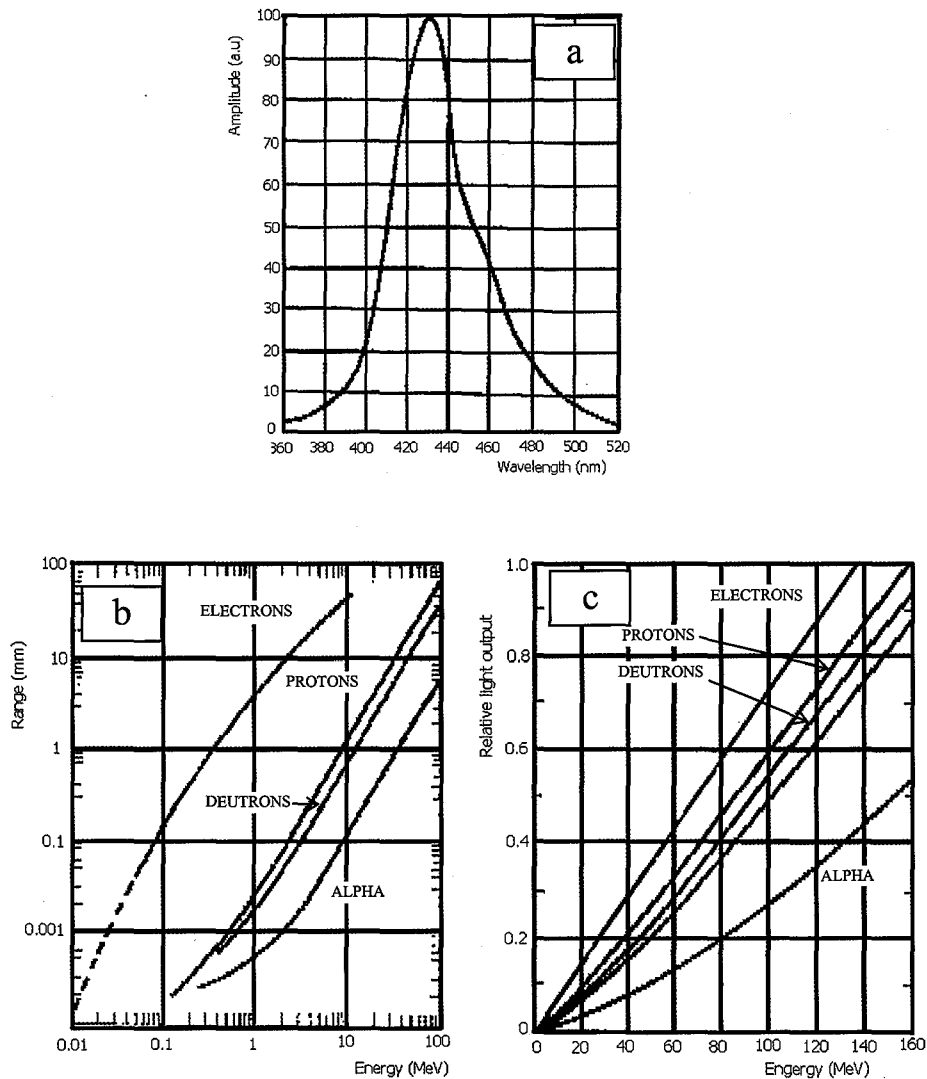 a
Amplitude (a.u)
100
90
80
70
60
50
40
30
20
10
0
360 380 400 420 440 460 480 500 520
Wavelength (nm)
b
Range (mm)
100
10
1
0.1
0.001
ELECTRONS
PROTONS
DEUTRONS
ALPHA
0.01 0.1 1 10 100
Energy (MeV)
c
Relative light output
1.0
0.8
0.6
0.4
0.2
0
ELECTRONS
PROTONS
DEUTRONS
ALPHA
0 20 40 60 80 100 120 140 160
Engergy (MeV)